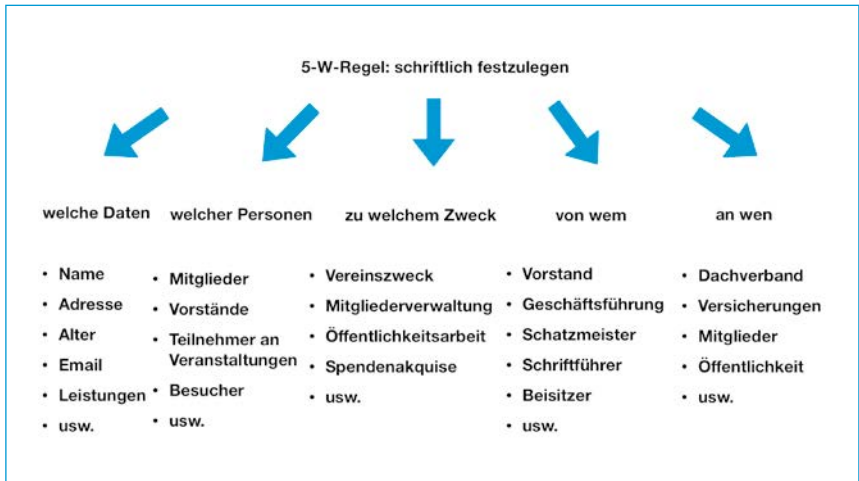 5-W-Regel: schriftlich festzulegen
welche Daten
• Name
• Adresse
• Alter
• Email
• Leistungen
• usw.
welcher Personen
• Mitglieder
• Vorstände
• Teilnehmer an
Veranstaltungen
• Besucher
• usw.
zu welchem Zweck
• Vereinszweck
• Mitgliederverwaltung
• Öffentlichkeitsarbeit
• Spendenakquise
• usw.
von wem
• Vorstand
• Geschäftsführung
• Schatzmeister
• Schriftführer
• Beisitzer
• usw.
an wen
• Dachverband
• Versicherungen
• Mitglieder
• Öffentlichkeit
• usw.